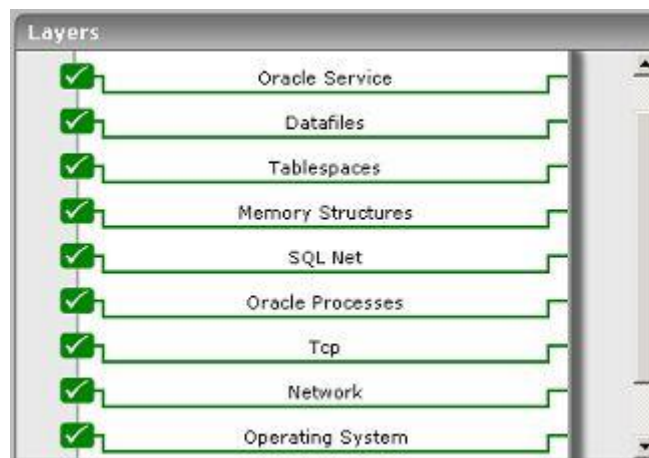 Layers
Oracle Service
Datafiles
Tablespaces
Memory Structures
SQL Net
Oracle Processes
Tcp
Network
Operating System